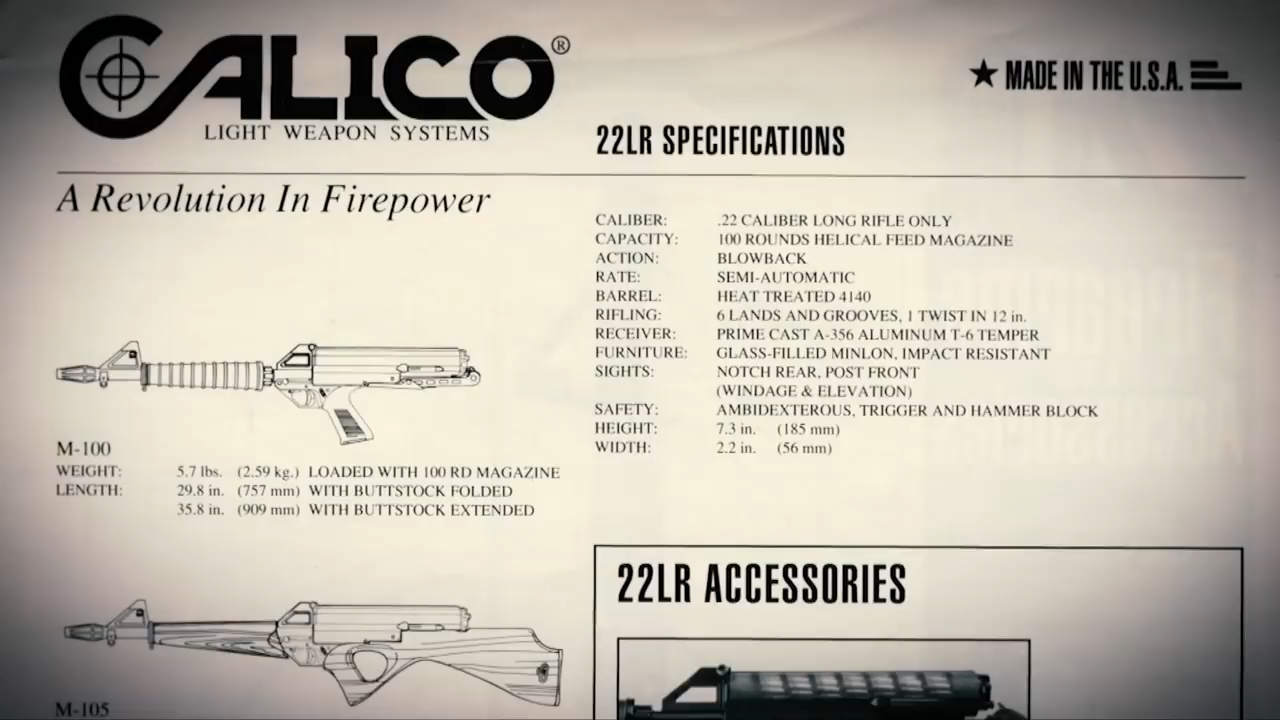 CALICO®
LIGHT WEAPON SYSTEMS
★ MADE IN THE U.S.A.
22LR SPECIFICATIONS
A Revolution In Firepower
CALIBER: .22 CALIBER LONG RIFLE ONLY
CAPACITY: 100 ROUNDS HELICAL FEED MAGAZINE
ACTION: BLOWBACK
RATE: SEMI-AUTOMATIC
BARREL: HEAT TREATED 4140
RIFLING: 6 LANDS AND GROOVES, 1 TWIST IN 12 in.
RECEIVER: PRIME CAST A-356 ALUMINUM T-6 TEMPER
FURNITURE: GLASS-FILLED MINLON, IMPACT RESISTANT
SIGHTS: NOTCH REAR, POST FRONT
(WINDAGE & ELEVATION)
SAFETY: AMBIDEXTEROUS, TRIGGER AND HAMMER BLOCK
HEIGHT: 7.3 in. (185 mm)
WIDTH: 2.2 in. (56 mm)
M-100
WEIGHT: 5.7 lbs. (2.59 kg.) LOADED WITH 100 RD MAGAZINE
LENGTH: 29.8 in. (757 mm) WITH BUTTSTOCK FOLDED
35.8 in. (909 mm) WITH BUTTSTOCK EXTENDED
M-105
22LR ACCESSORIES